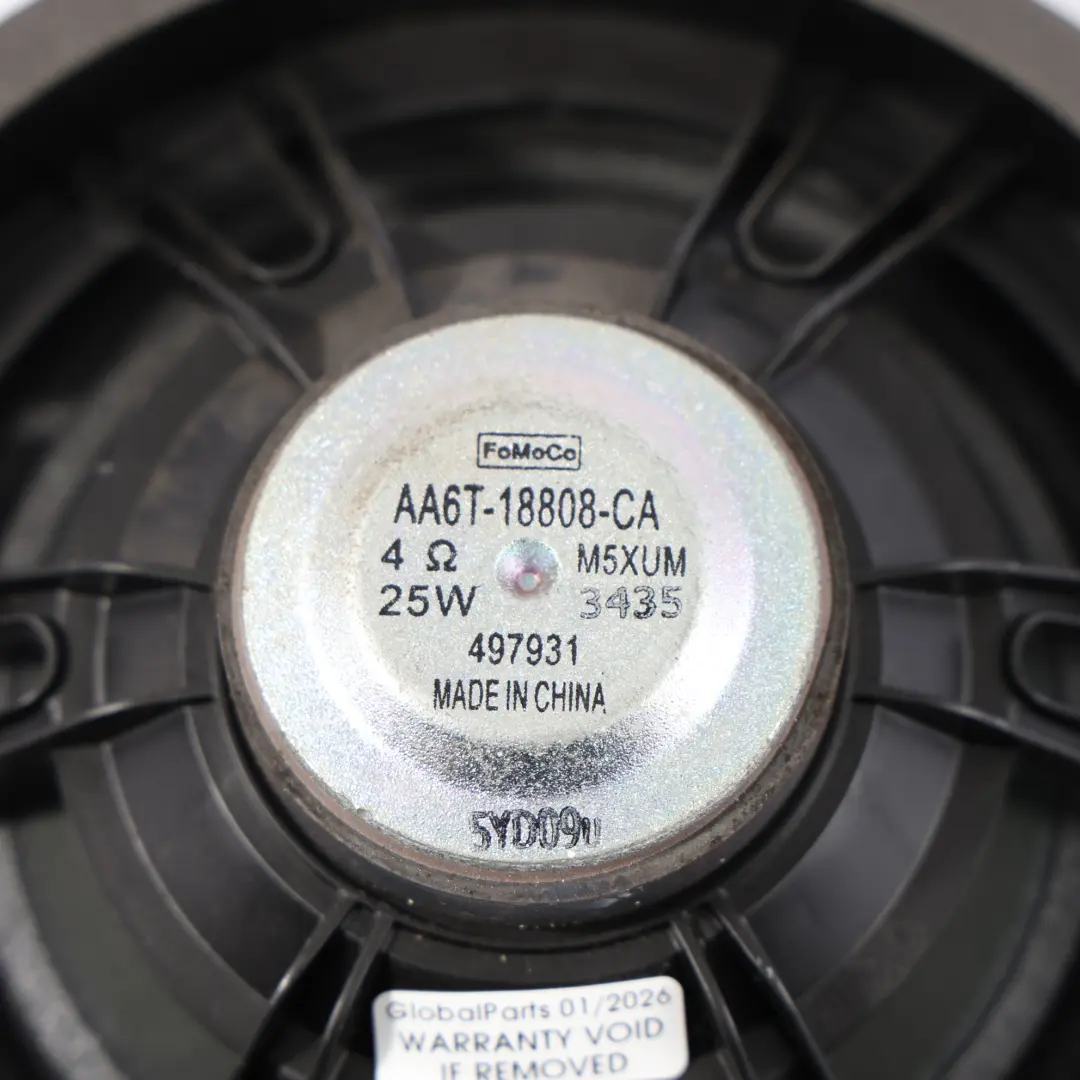 FoMoCo
AA6T-18808-CA
4 Ω M5XUM
25W 3435
497931
MADE IN CHINA
GlobalParts 01/2026
WARRANTY VOID
IF REMOVED